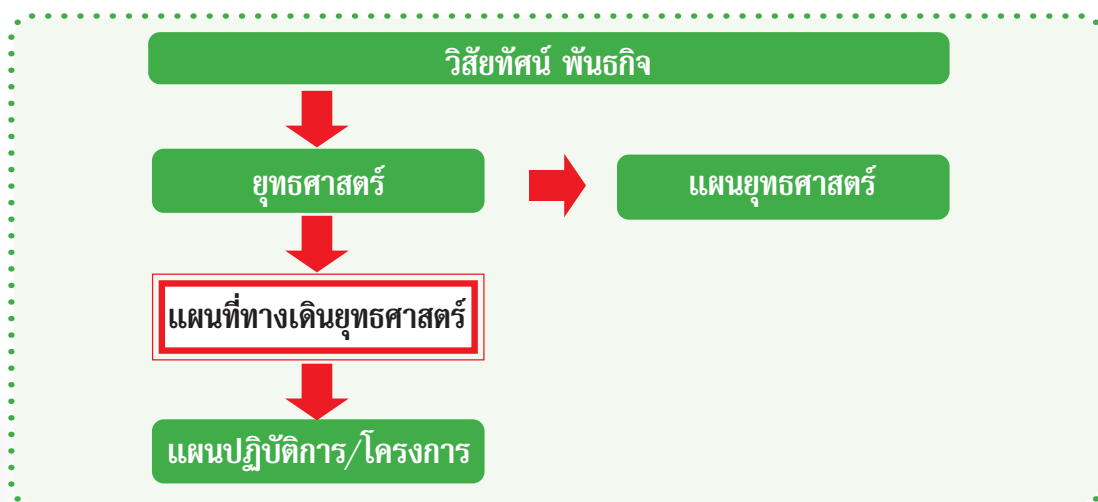 วิสัยทัศน์ พันธกิจ
ยุทธศาสตร์
แผนยุทธศาสตร์
แผนที่ทางเดินยุทธศาสตร์
แผนปฏิบัติการ/โครงการ